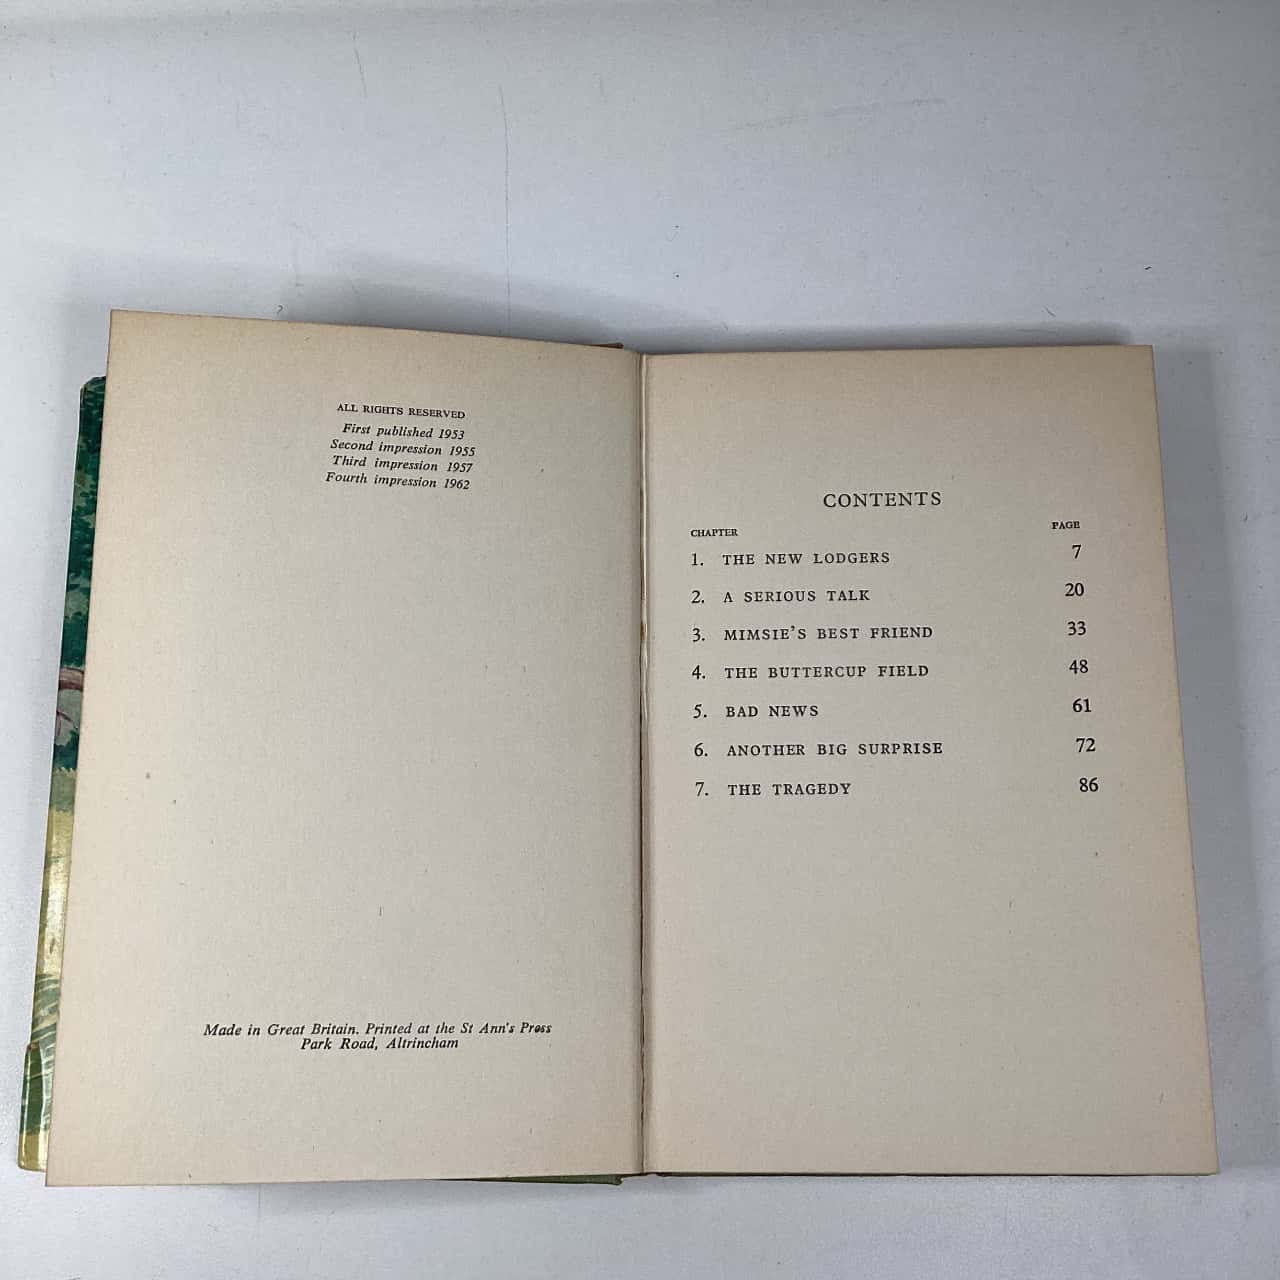 ALL RIGHTS RESERVED
First published 1953
Second impression 1955
Third impression 1957
Fourth impression 1962
Made in Great Britain. Printed at the St Ann's Press
Park Road, Altrincham
CONTENTS
CHAPTER PAGE
1. THE NEW LODGERS 7
2. A SERIOUS TALK 20
3. MIMSIE'S BEST FRIEND 33
4. THE BUTTERCUP FIELD 48
5. BAD NEWS 61
6. ANOTHER BIG SURPRISE 72
7. THE TRAGEDY 86